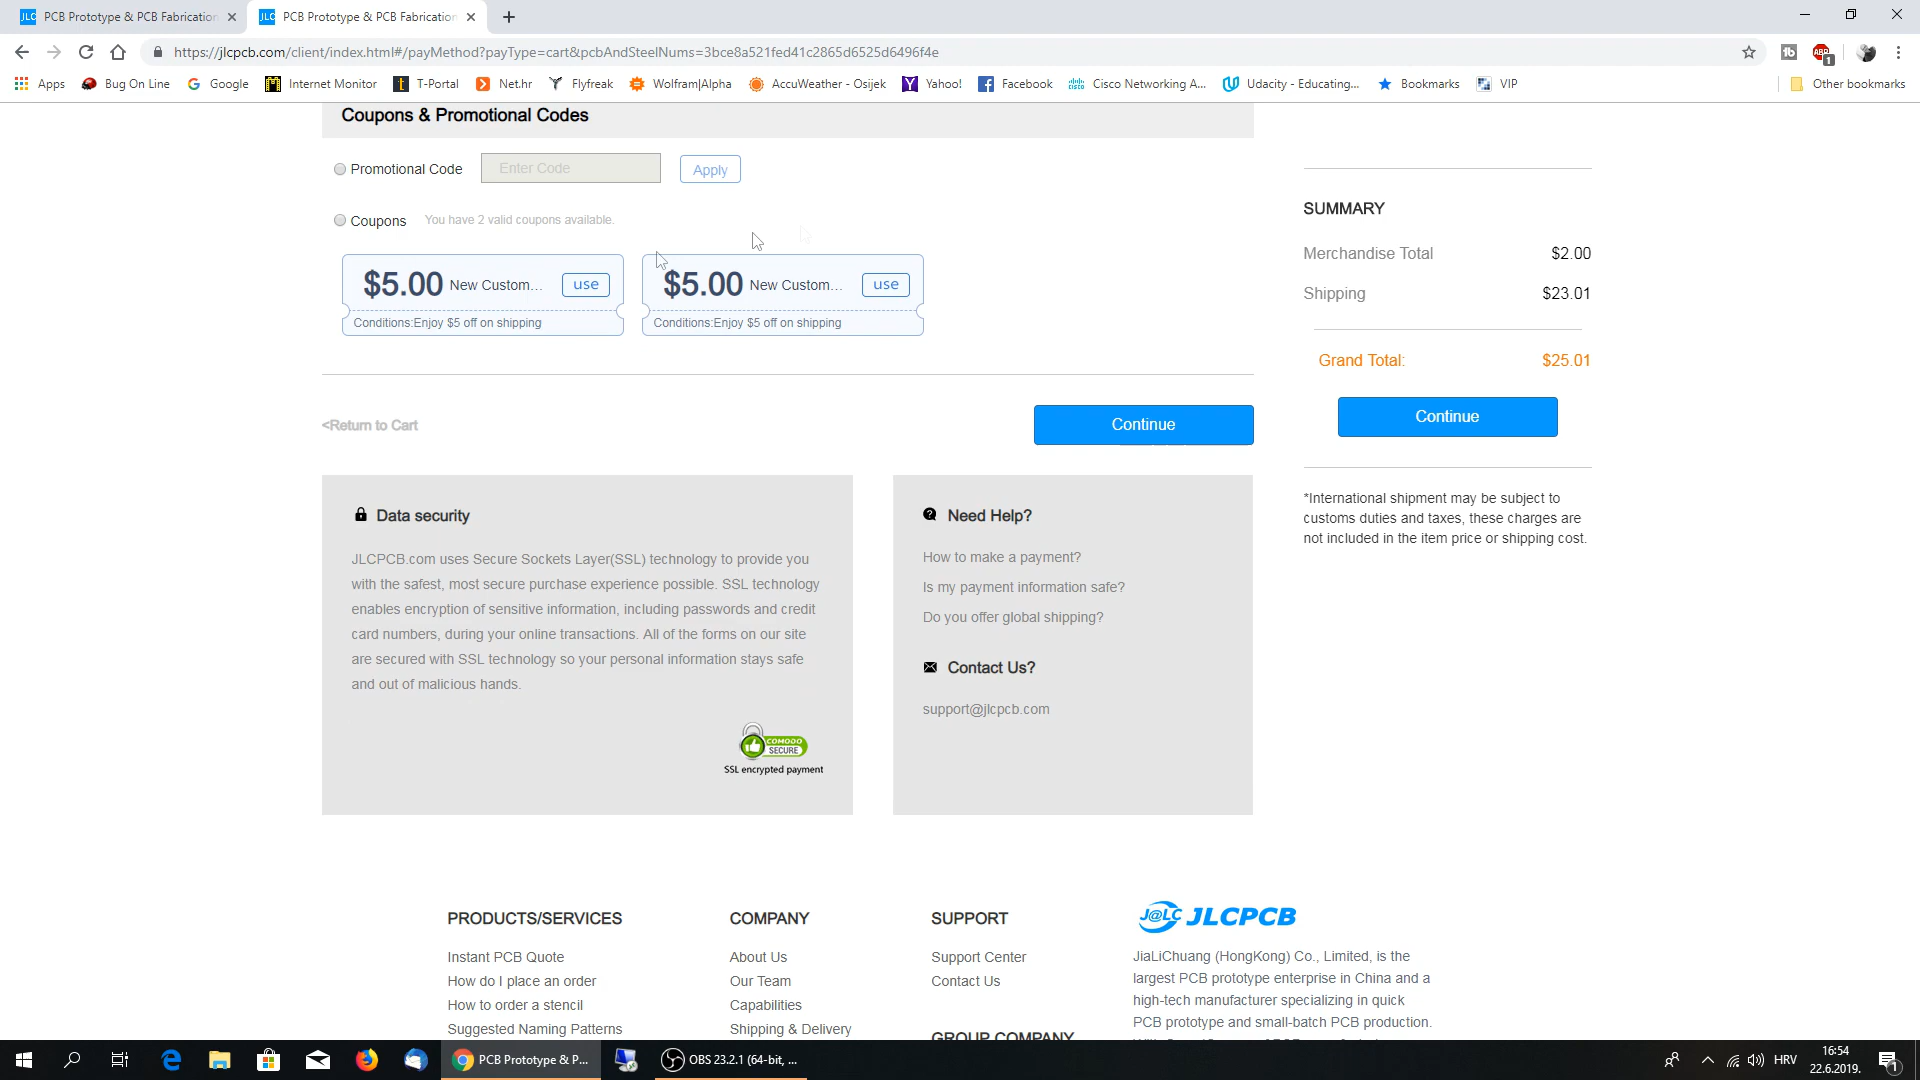 JLC PCB Prototype & PCB Fabrication
JLC PCB Prototype & PCB Fabrication
https://jlcpcb.com/client/index.html#/payMethod?payType=cart&pcbAndSteelNums=3bce8a521fed41c2865d6525d6496f4e
ABP 1
Apps Bug On Line Google Internet Monitor T-Portal Net.hr Flyfreak Wolfram|Alpha AccuWeather - Osijek Yahoo! Facebook Cisco Networking A... Udacity - Educating... Bookmarks VIP Other bookmarks
Coupons & Promotional Codes
Promotional Code Enter Code Apply
Coupons You have 2 valid coupons available.
$5.00 New Custom... use
Conditions:Enjoy $5 off on shipping
$5.00 New Custom... use
Conditions:Enjoy $5 off on shipping
<Return to Cart
Continue
SUMMARY
Merchandise Total $2.00
Shipping $23.01
Grand Total: $25.01
Continue
*International shipment may be subject to
customs duties and taxes, these charges are
not included in the item price or shipping cost.
Data security
JLCPCB.com uses Secure Sockets Layer(SSL) technology to provide you
with the safest, most secure purchase experience possible. SSL technology
enables encryption of sensitive information, including passwords and credit
card numbers, during your online transactions. All of the forms on our site
are secured with SSL technology so your personal information stays safe
and out of malicious hands.
COMODO
SECURE
SSL encrypted payment
Need Help?
How to make a payment?
Is my payment information safe?
Do you offer global shipping?
Contact Us?
support@jlcpcb.com
PRODUCTS/SERVICES
Instant PCB Quote
How do I place an order
How to order a stencil
Suggested Naming Patterns
COMPANY
About Us
Our Team
Capabilities
Shipping & Delivery
SUPPORT
Support Center
Contact Us
GROUP COMPANY
J@LC JLCPCB
JiaLiChuang (HongKong) Co., Limited, is the
largest PCB prototype enterprise in China and a
high-tech manufacturer specializing in quick
PCB prototype and small-batch PCB production.
PCB Prototype & P...
OBS 23.2.1 (64-bit, ...
HRV
16:54
22.6.2019.
1